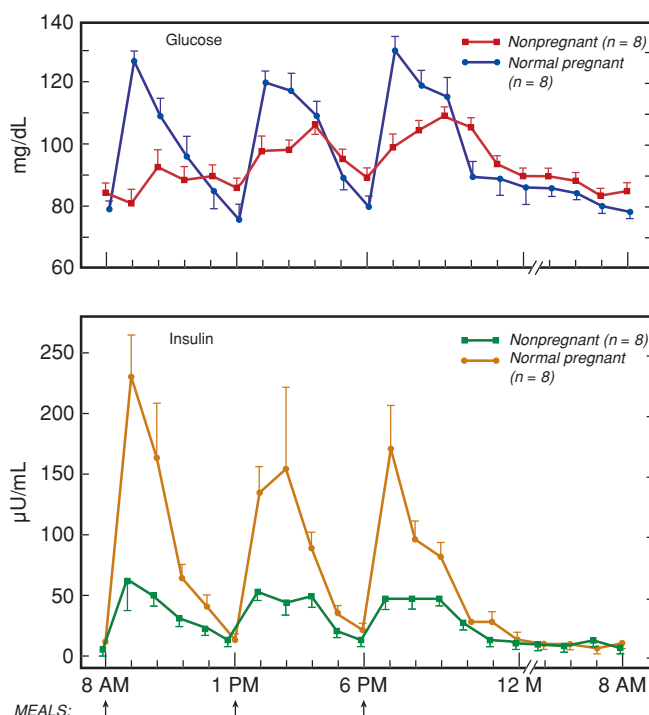 140
120
100
80
60
mg/dL
Glucose
Nonpregnant (n = 8)
Normal pregnant
(n = 8)
250
200
150
100
50
0
µU/mL
Insulin
Nonpregnant (n = 8)
Normal pregnant
(n = 8)
8 AM 1 PM 6 PM 12 M 8 AM
MEALS: